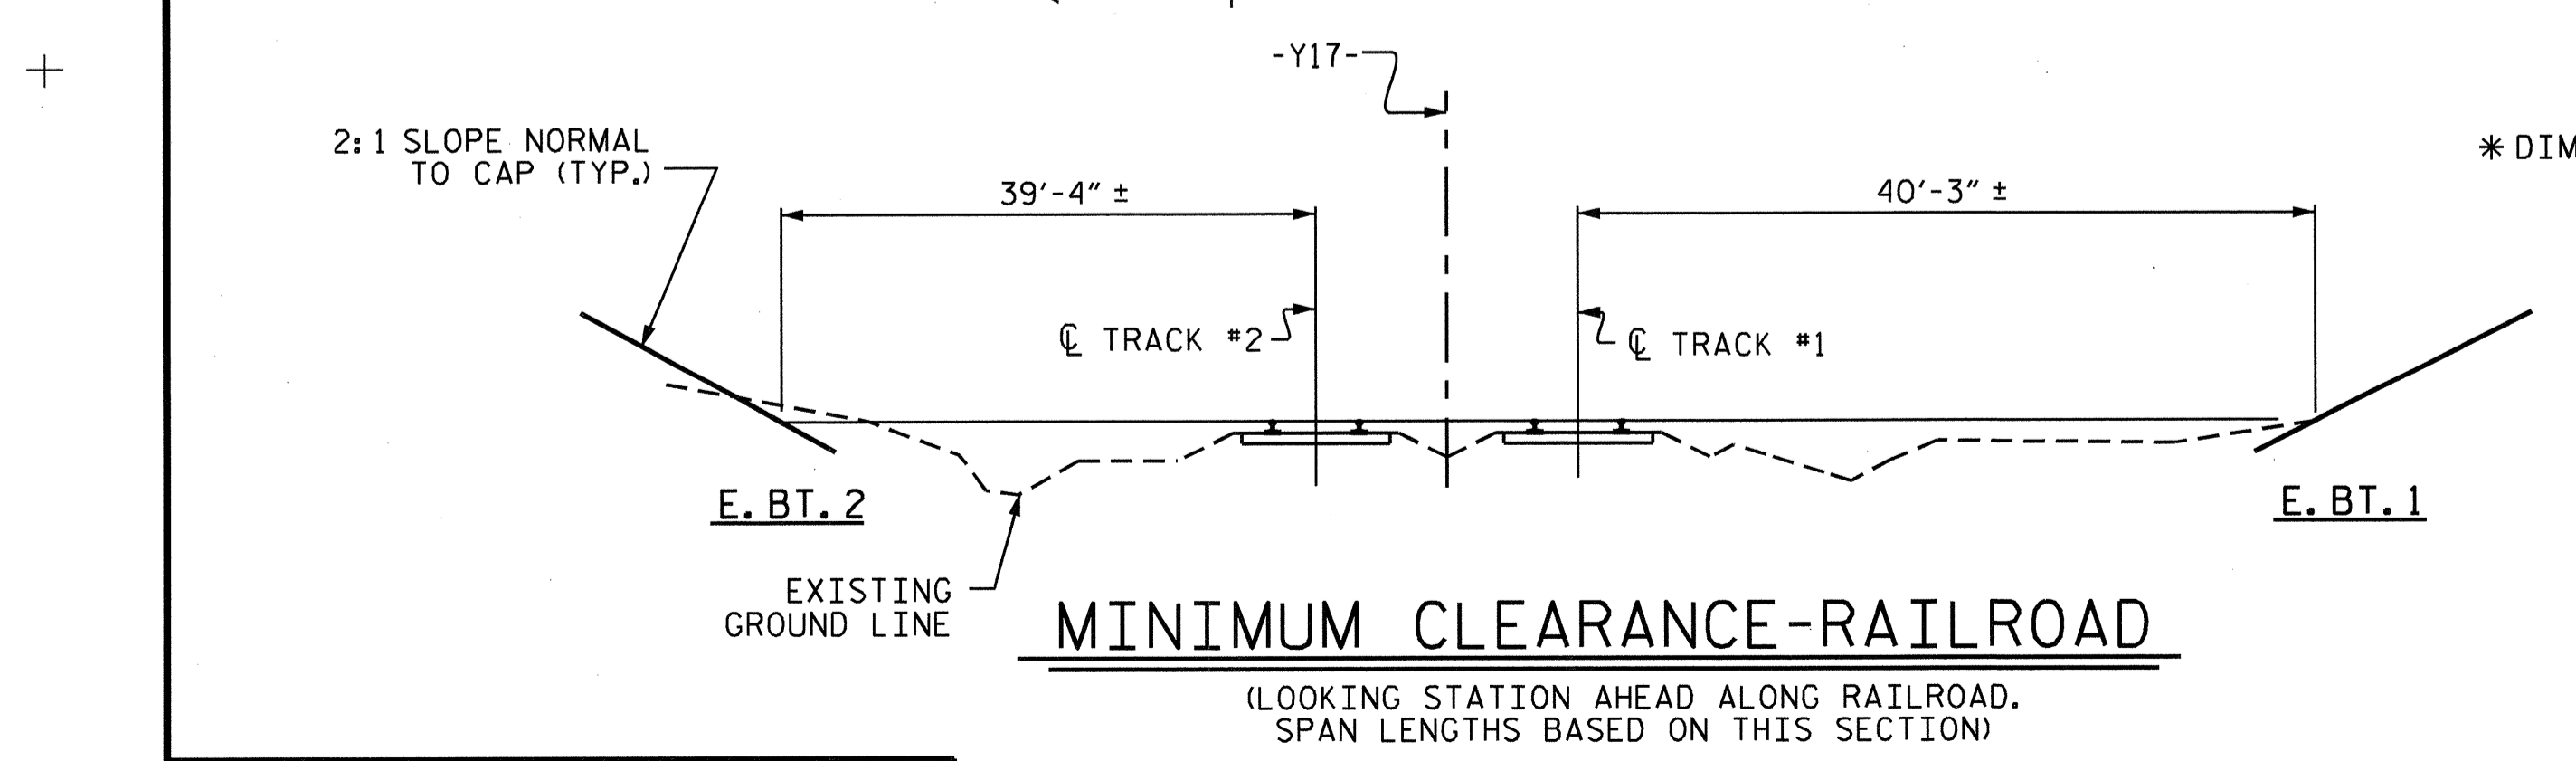 -Y17-
2:1 SLOPE NORMAL
TO CAP (TYP.)
* DIM
39'-4" ±
40'-3" ±
℄ TRACK #2
℄ TRACK #1
E. BT. 2
E. BT. 1
EXISTING
GROUND LINE
MINIMUM CLEARANCE-RAILROAD
(LOOKING STATION AHEAD ALONG RAILROAD.
SPAN LENGTHS BASED ON THIS SECTION)